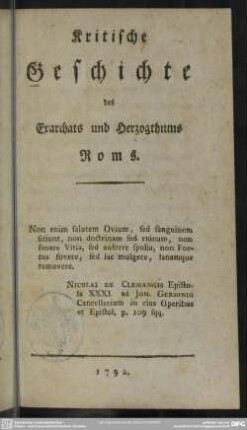 Kritische
Geschichte
des
Exarchats und Herzogthums
Roms.
Non enim salutem Ovium, sed sanguinem
sitiunt, non doctrinam sed ruinam, non
sanare Vitia, sed auferre spolia, non Foe-
tus fovere, sed lac mulgere, lanamque
removere.
NICOLAI DE CLEMANGIS Epistu-
la XXXI ad JOH. GERSONIO
Cancellarium in eius Operibus
et Epistol. p. 109 sqq.
1792.